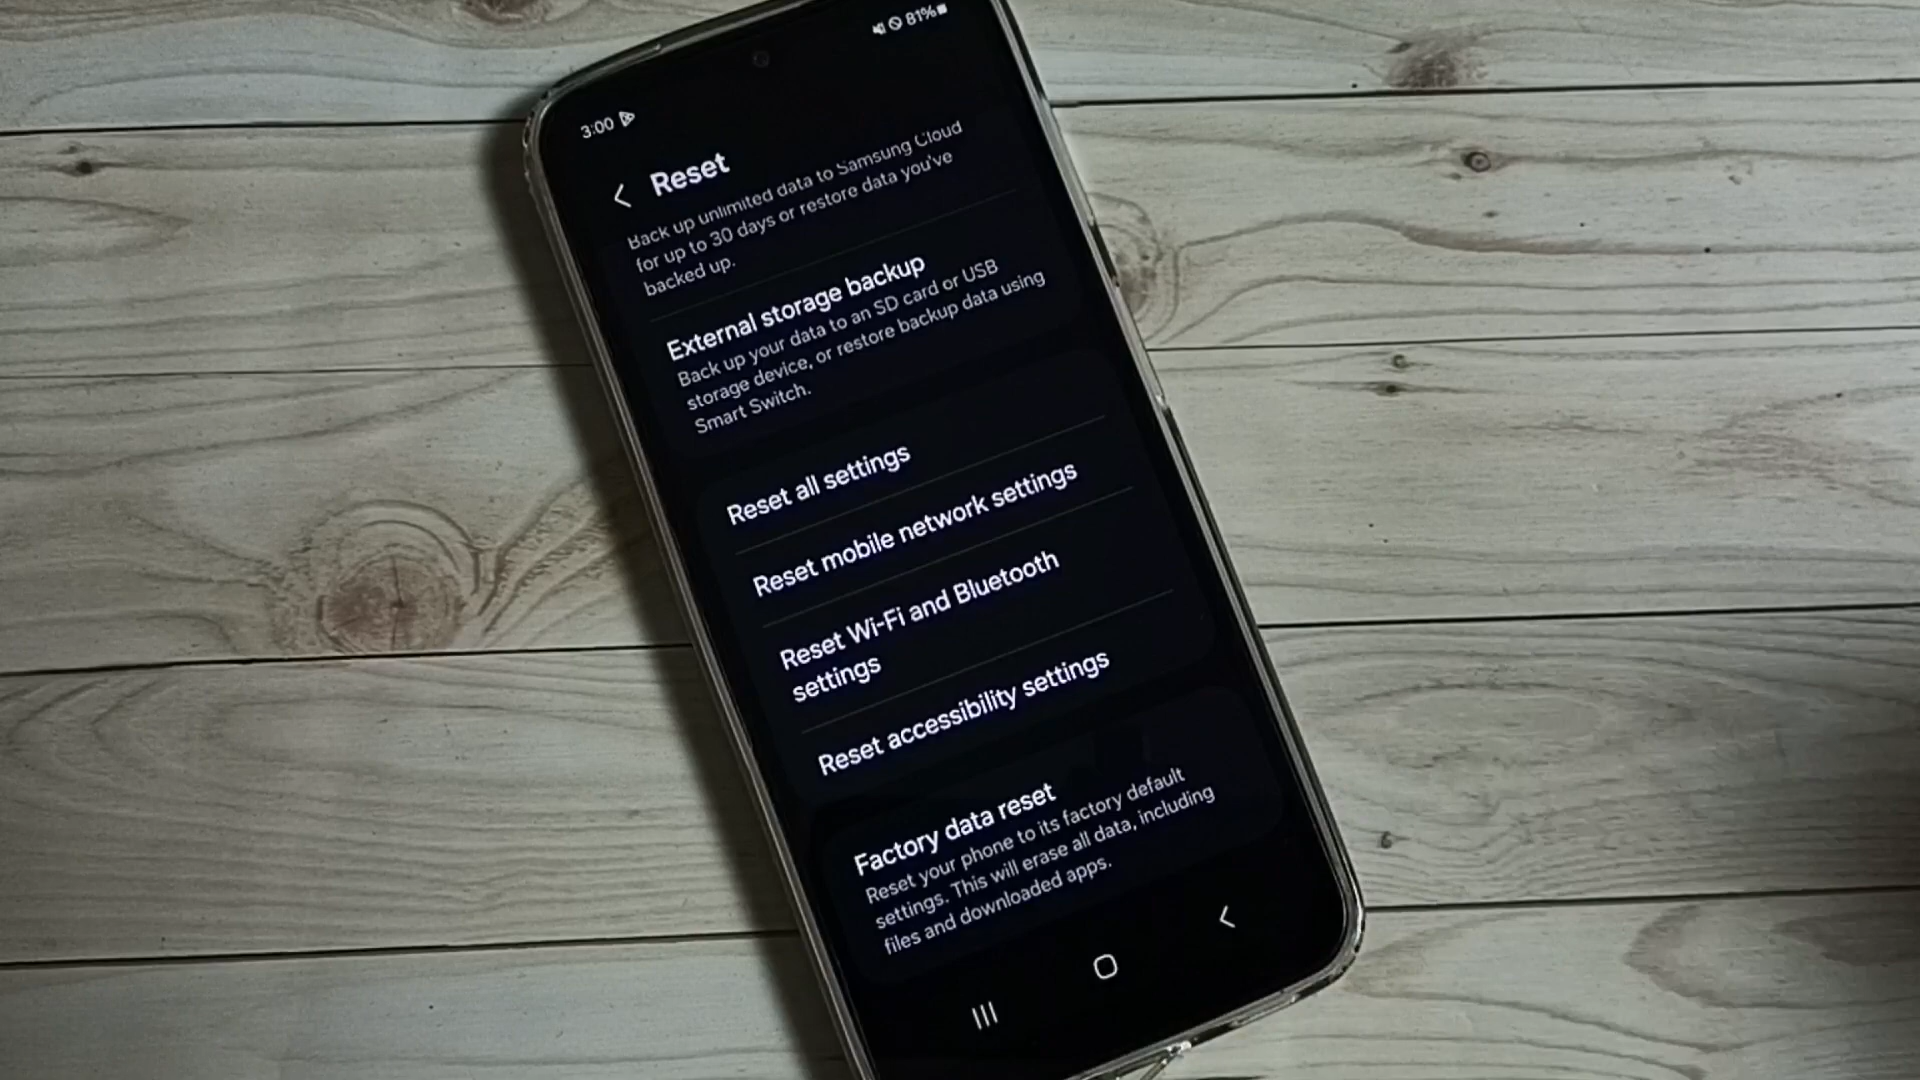 81%
3:00
Reset
Back up unlimited data to Samsung Cloud
for up to 30 days or restore data you've
backed up.
External storage backup
Back up your data to an SD card or USB
storage device, or restore backup data using
Smart Switch.
Reset all settings
Reset mobile network settings
Reset Wi-Fi and Bluetooth
settings
Reset accessibility settings
Factory data reset
Reset your phone to its factory default
settings. This will erase all data, including
files and downloaded apps.